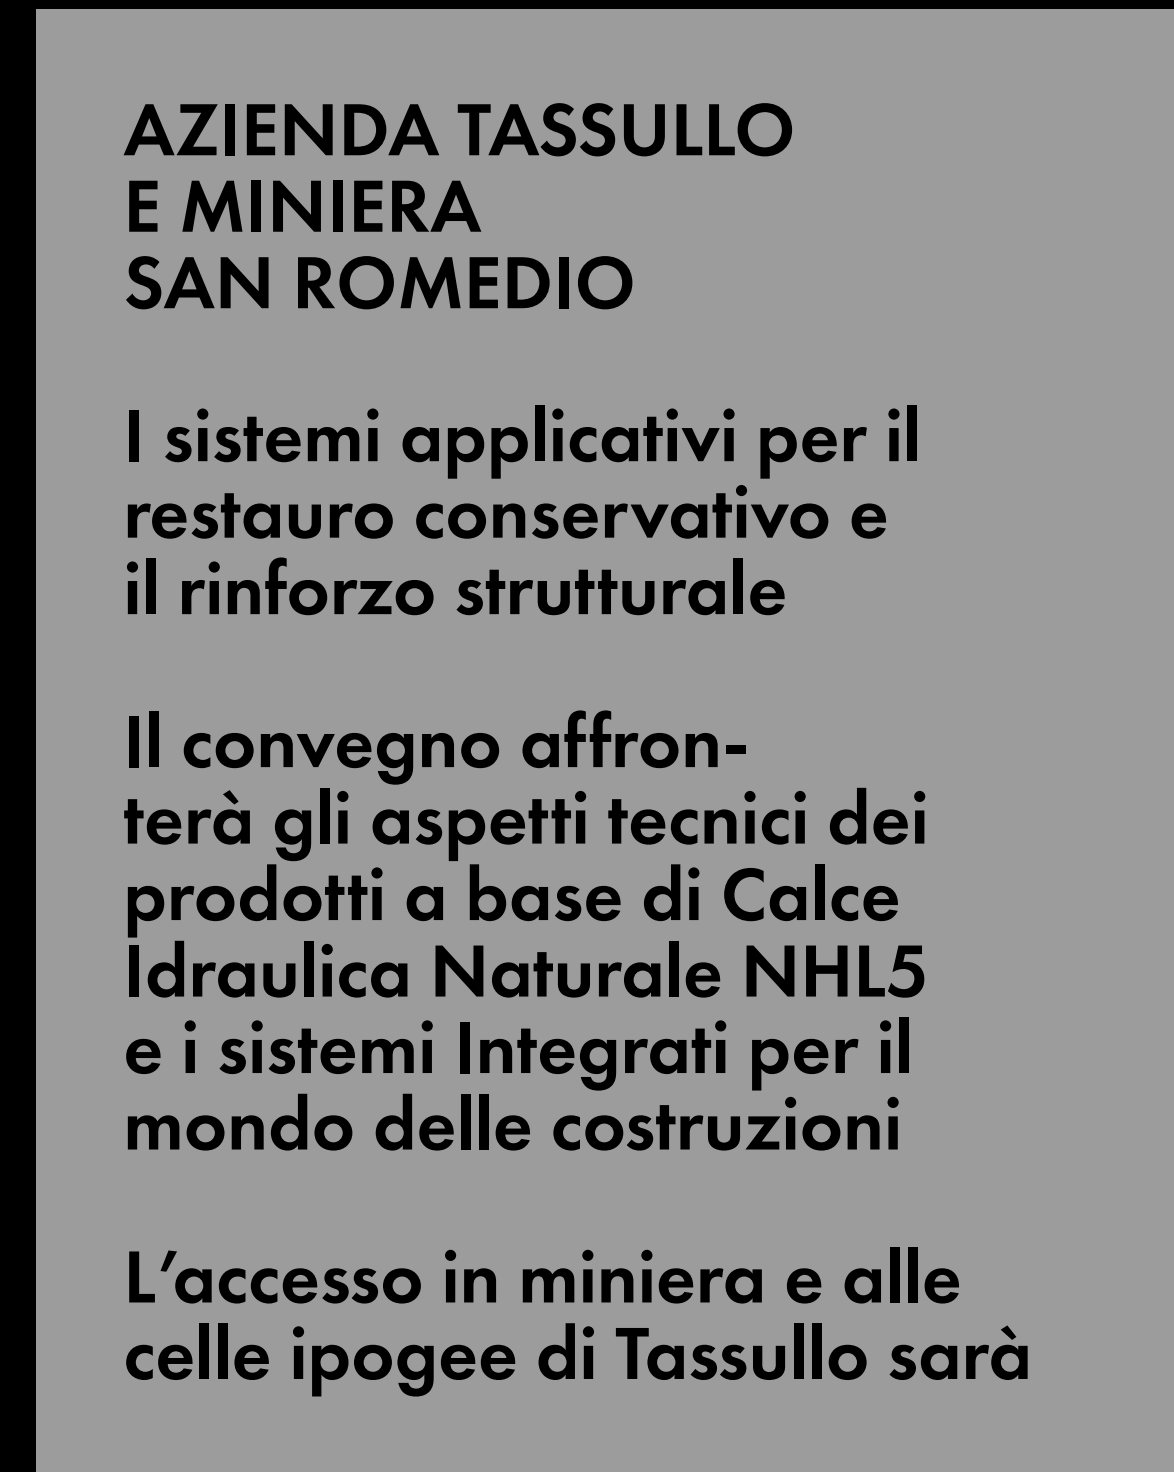 AZIENDA TASSULLO
E MINIERA
SAN ROMEDIO
I sistemi applicativi per il
restauro conservativo e
il rinforzo strutturale
Il convegno affron-
terà gli aspetti tecnici dei
prodotti a base di Calce
Idraulica Naturale NHL5
e i sistemi Integrati per il
mondo delle costruzioni
L’accesso in miniera e alle
celle ipogee di Tassullo sarà